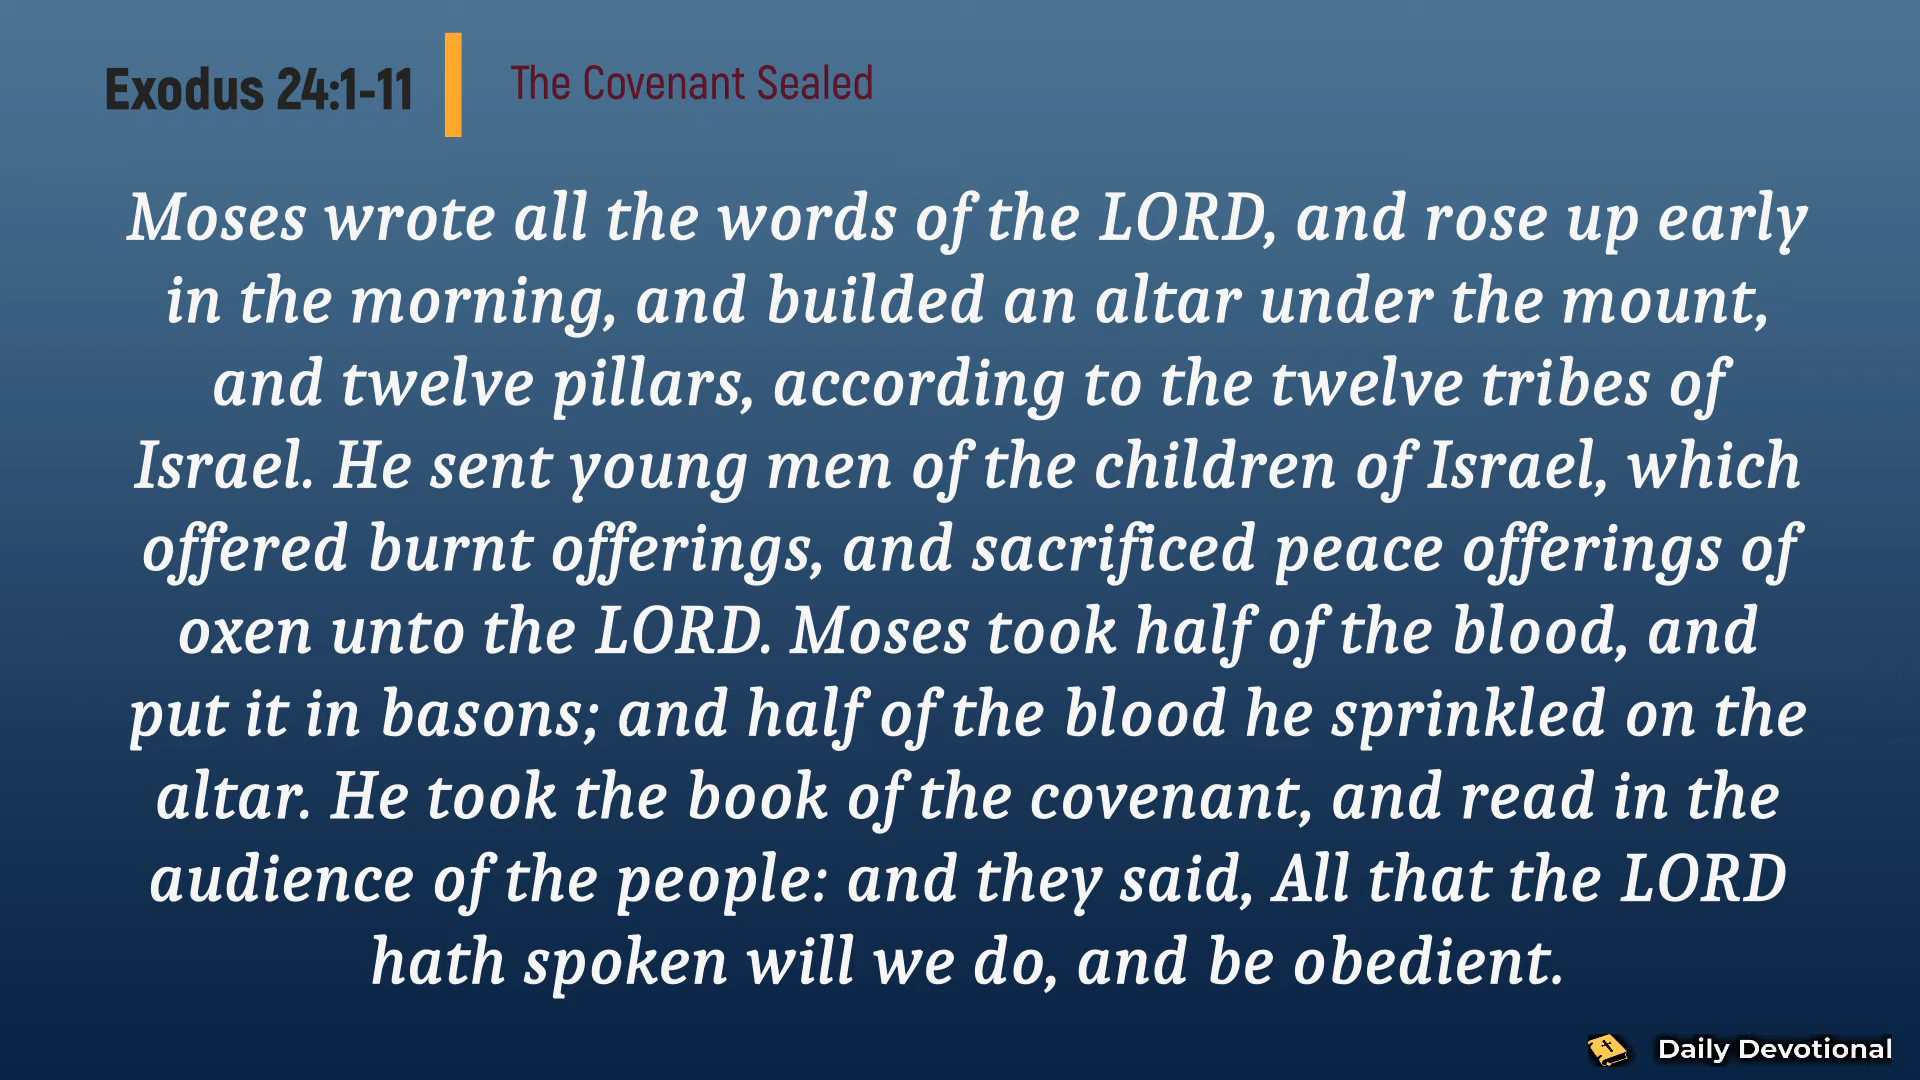 Exodus 24:1-11
The Covenant Sealed
Moses wrote all the words of the LORD, and rose up early
in the morning, and builded an altar under the mount,
and twelve pillars, according to the twelve tribes of
Israel. He sent young men of the children of Israel, which
offered burnt offerings, and sacrificed peace offerings of
oxen unto the LORD. Moses took half of the blood, and
put it in basons; and half of the blood he sprinkled on the
altar. He took the book of the covenant, and read in the
audience of the people: and they said, All that the LORD
hath spoken will we do, and be obedient.
Daily Devotional